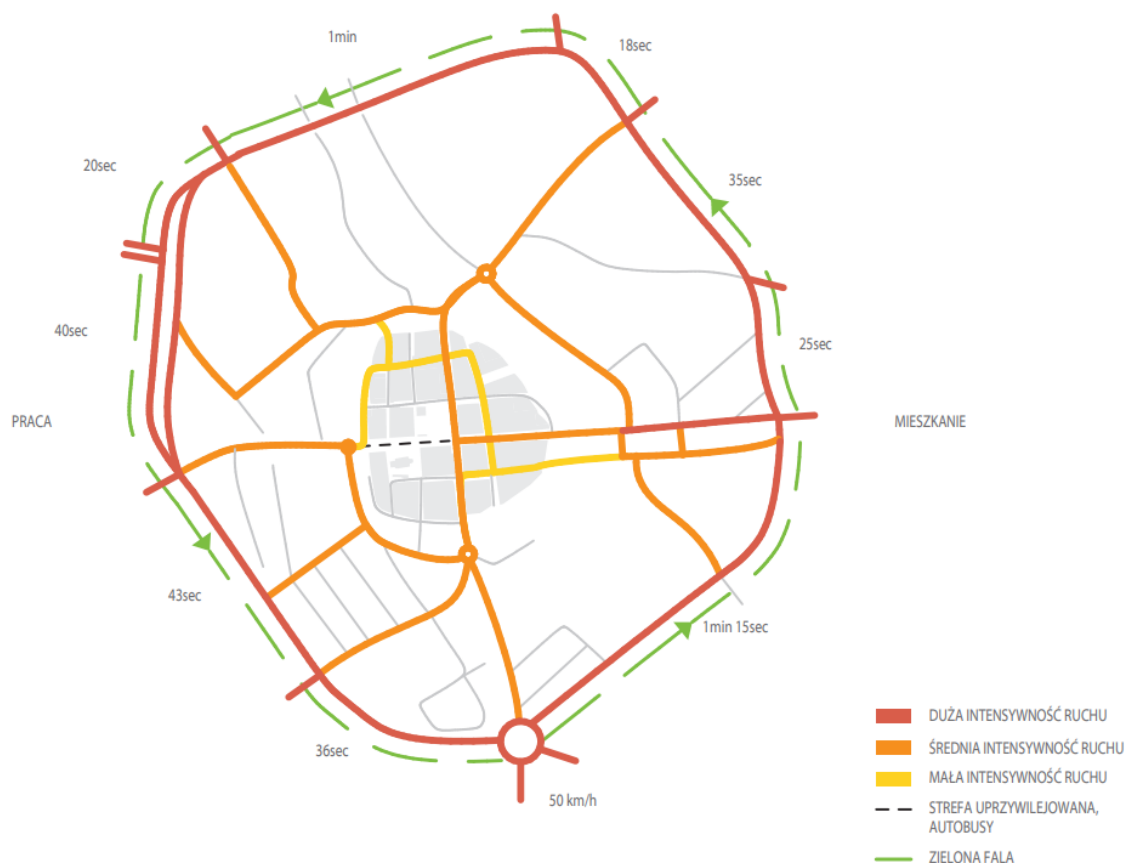 1min
18sec
20sec
35sec
40sec
25sec
PRACA
MIESZKANIE
43sec
1min 15sec
36sec
50 km/h
DUŻA INTENSYWNOŚĆ RUCHU
ŚREDNIA INTENSYWNOŚĆ RUCHU
MAŁA INTENSYWNOŚĆ RUCHU
STREFA UPRZYWILEJOWANA,
AUTOBUSY
ZIELONA FALA